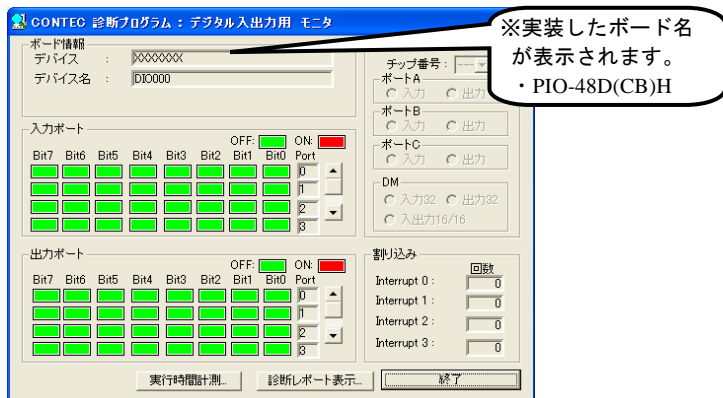 CONTEC 診断プログラム : デジタル入出力用 モニタ
※実装したボード名
が表示されます。
・PIO-48D(CB)H
ボード情報
デバイス : XXXXXXX
デバイス名 : DIO000
チップ番号 : ---
ポートA
入力 出力
ポートB
入力 出力
ポートC
入力 出力
DM
入力32 出力32
入出力16/16
入力ポート
OFF: ON:
Bit7 Bit6 Bit5 Bit4 Bit3 Bit2 Bit1 Bit0 Port
0
1
2
3
出力ポート
OFF: ON:
Bit7 Bit6 Bit5 Bit4 Bit3 Bit2 Bit1 Bit0 Port
0
1
2
3
割り込み
回数
Interrupt 0 : 0
Interrupt 1 : 0
Interrupt 2 : 0
Interrupt 3 : 0
実行時間計測... 診断レポート表示... 終了